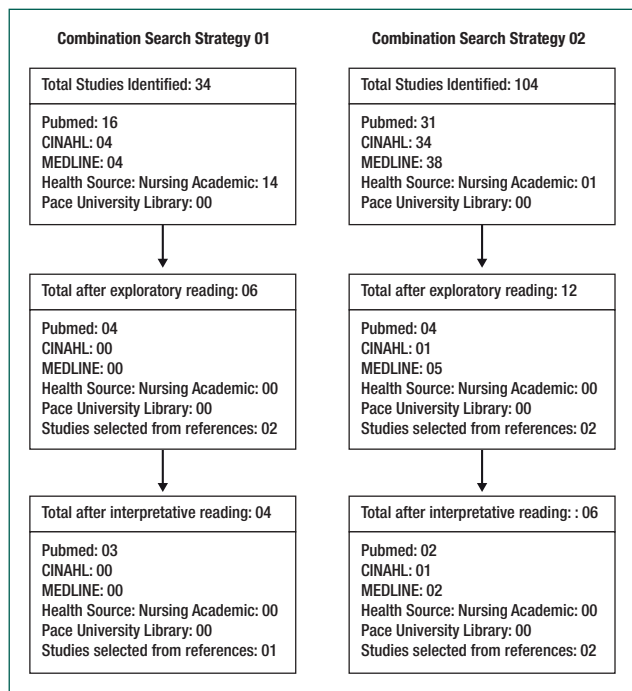 Combination Search Strategy 01
Total Studies Identified: 34
Pubmed: 16
CINAHL: 04
MEDLINE: 04
Health Source: Nursing Academic: 14
Pace University Library: 00
Total after exploratory reading: 06
Pubmed: 04
CINAHL: 00
MEDLINE: 00
Health Source: Nursing Academic: 00
Pace University Library: 00
Studies selected from references: 02
Total after interpretative reading: 04
Pubmed: 03
CINAHL: 00
MEDLINE: 00
Health Source: Nursing Academic: 00
Pace University Library: 00
Studies selected from references: 01
Combination Search Strategy 02
Total Studies Identified: 104
Pubmed: 31
CINAHL: 34
MEDLINE: 38
Health Source: Nursing Academic: 01
Pace University Library: 00
Total after exploratory reading: 12
Pubmed: 04
CINAHL: 01
MEDLINE: 05
Health Source: Nursing Academic: 00
Pace University Library: 00
Studies selected from references: 02
Total after interpretative reading: : 06
Pubmed: 02
CINAHL: 01
MEDLINE: 02
Health Source: Nursing Academic: 00
Pace University Library: 00
Studies selected from references: 02